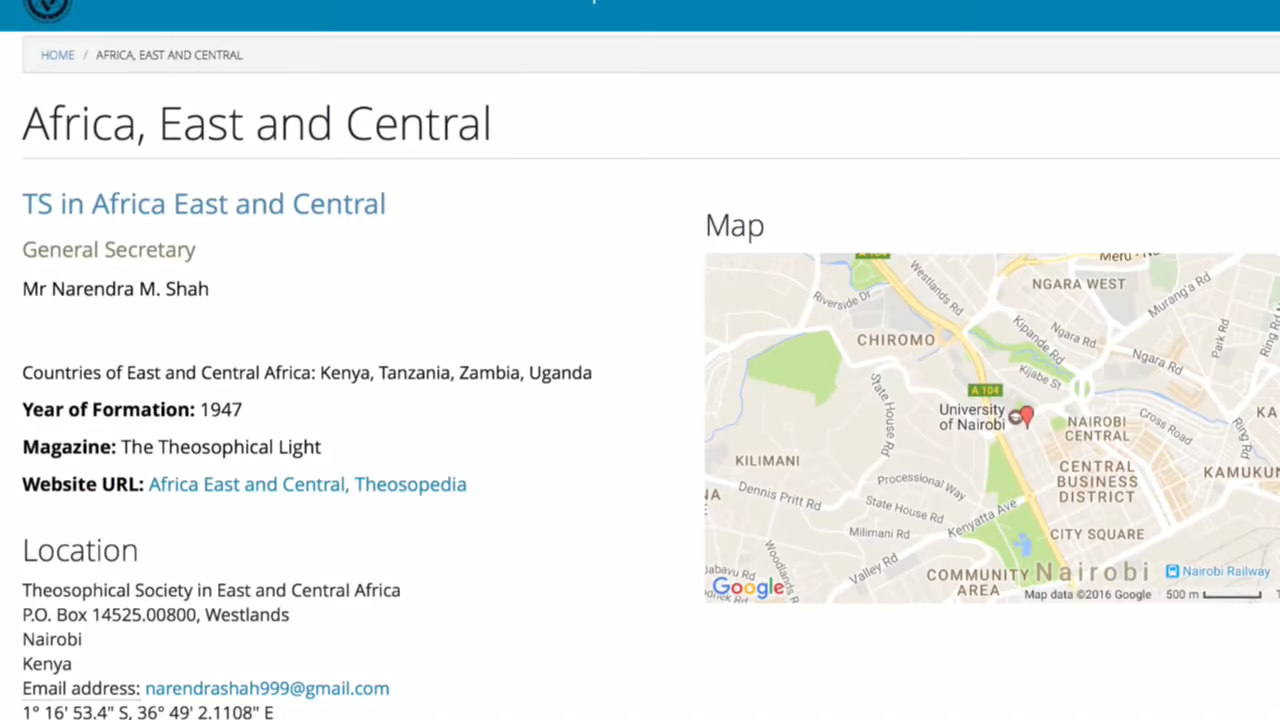 HOME / AFRICA, EAST AND CENTRAL
Africa, East and Central
TS in Africa East and Central
General Secretary
Mr Narendra M. Shah
Countries of East and Central Africa: Kenya, Tanzania, Zambia, Uganda
Year of Formation: 1947
Magazine: The Theosophical Light
Website URL: Africa East and Central, Theosopedia
Location
Theosophical Society in East and Central Africa
P.O. Box 14525.00800, Westlands
Nairobi
Kenya
Email address: narendrashah999@gmail.com
1° 16' 53.4" S, 36° 49' 2.1108" E
Map
Meru
NGARA WEST
Westlands Rd
Riverside Dr
Murang'a Rd
CHIROMO
Kipande Rd
Ngara Rd
Park Rd
Ring Rd
Ngara Rd
Kijabe St
A 104
State House Rd
University
of Nairobi
NAIROBI
CENTRAL
Cross Road
Ring Rd
KILIMANI
CENTRAL
BUSINESS
DISTRICT
KAMUKUN
Processional Way
Dennis Pritt Rd
State House Rd
Kenyatta Ave
Milimani Rd
CITY SQUARE
Woodlands R
Valley Rd
COMMUNITY
AREA
Nairobi
Nairobi Railway
Google
Map data ©2016 Google
500 m